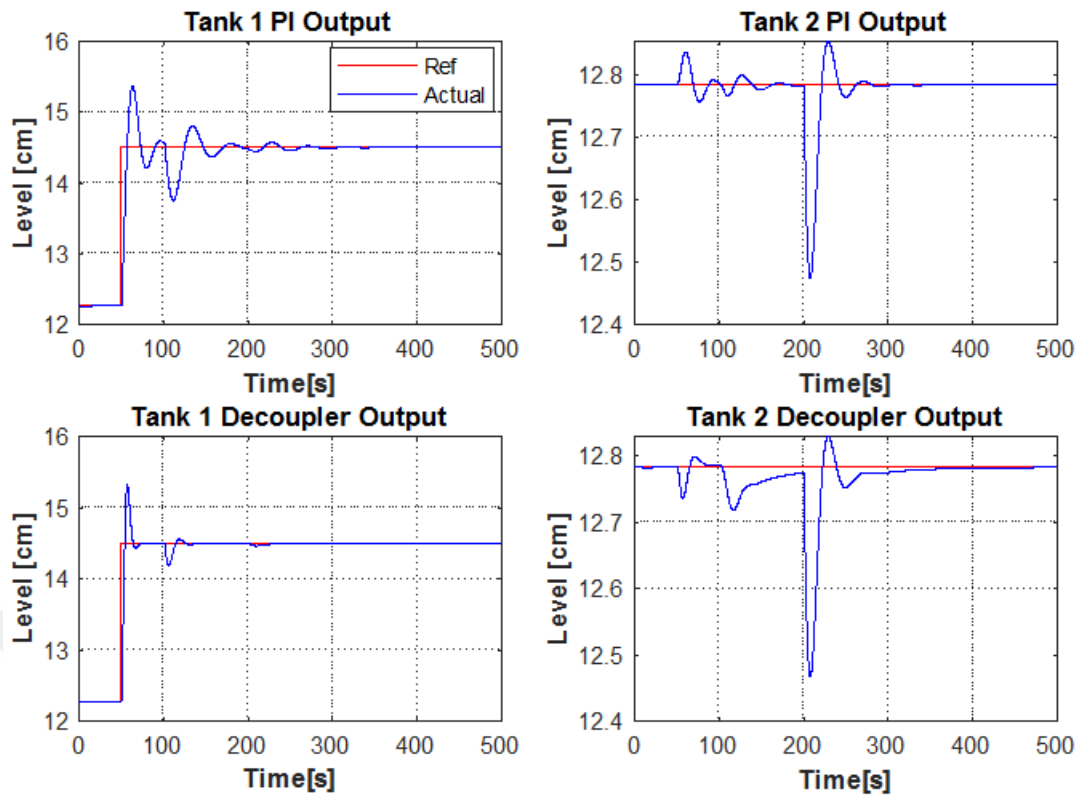 Tank 1 PI Output
16
15
14
13
12
Level [cm]
Ref
Actual
0 100 200 300 400 500
Time[s]
Tank 2 PI Output
12.8
12.7
12.6
12.5
12.4
Level [cm]
0 100 200 300 400 500
Time[s]
Tank 1 Decoupler Output
16
15
14
13
12
Level [cm]
0 100 200 300 400 500
Time[s]
Tank 2 Decoupler Output
12.8
12.7
12.6
12.5
12.4
Level [cm]
0 100 200 300 400 500
Time[s]